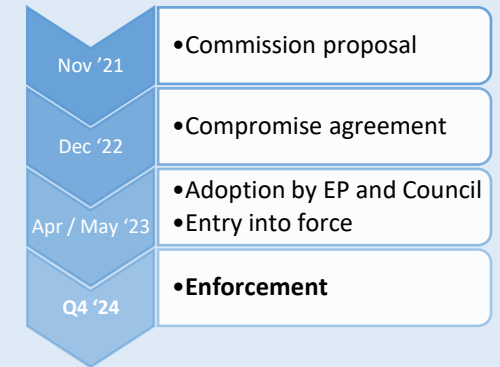 Nov ’21
•Commission proposal
Dec ‘22
•Compromise agreement
Apr / May ‘23
•Adoption by EP and Council
•Entry into force
Q4 ‘24
•Enforcement